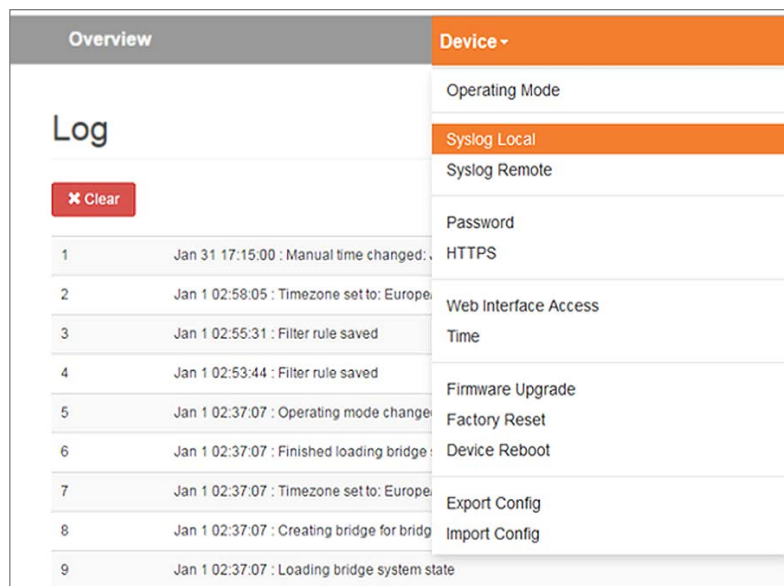 Overview
Device
Log
Clear
1 Jan 31 17:15:00 : Manual time changed:
2 Jan 1 02:58:05 : Timezone set to:
3 Jan 1 02:55:31 : Filter rule saved
4 Jan 1 02:53:44 : Filter rule saved
5 Jan 1 02:37:07 : Operating mode
6 Jan 1 02:37:07 : Finished loading bridge
7 Jan 1 02:37:07 : Timezone set to:
8 Jan 1 02:37:07 : Creating bridge for
9 Jan 1 02:37:07 : Loading bridge system state
Operating Mode
Syslog Local
Syslog Remote
Password
HTTPS
Web Interface Access
Time
Firmware Upgrade
Factory Reset
Device Reboot
Export Config
Import Config